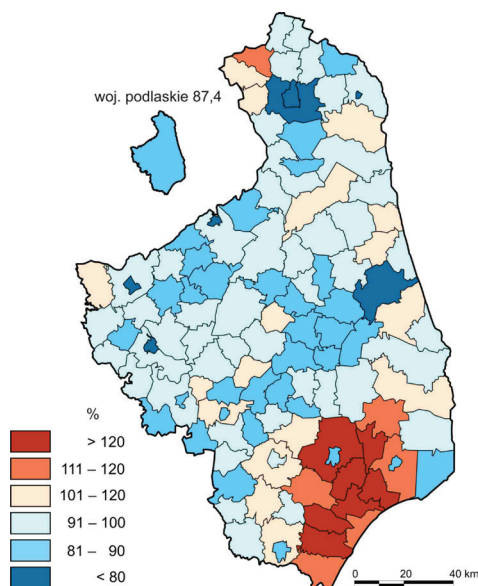 woj. podlaskie 87,4
%
> 120
111 – 120
101 – 120
91 – 100
81 – 90
< 80
0 20 40 km